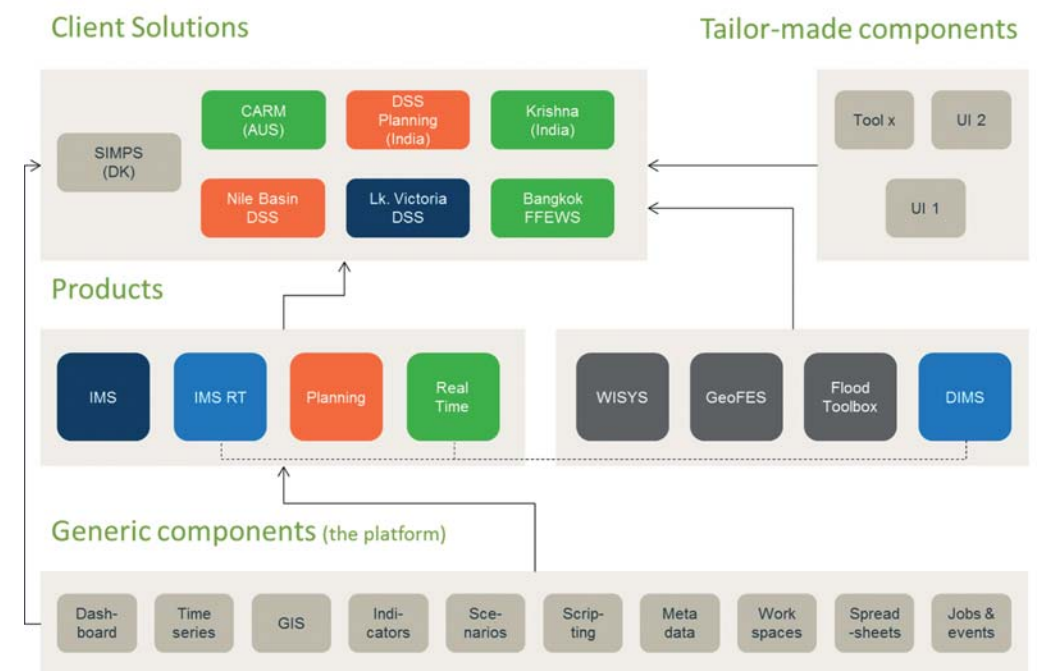 Client Solutions
Tailor-made components
SIMPS
(DK)
CARM
(AUS)
DSS
Planning
(India)
Krishna
(India)
Nile Basin
DSS
Lk. Victoria
DSS
Bangkok
FFEWS
Tool x
UI 2
UI 1
Products
IMS
IMS RT
Planning
Real
Time
WISYS
GeoFES
Flood
Toolbox
DIMS
Generic components (the platform)
Dash-
board
Time
series
GIS
Indi-
cators
Sce-
narios
Scrip-
ting
Meta
data
Work
spaces
Spread
-sheets
Jobs &
events